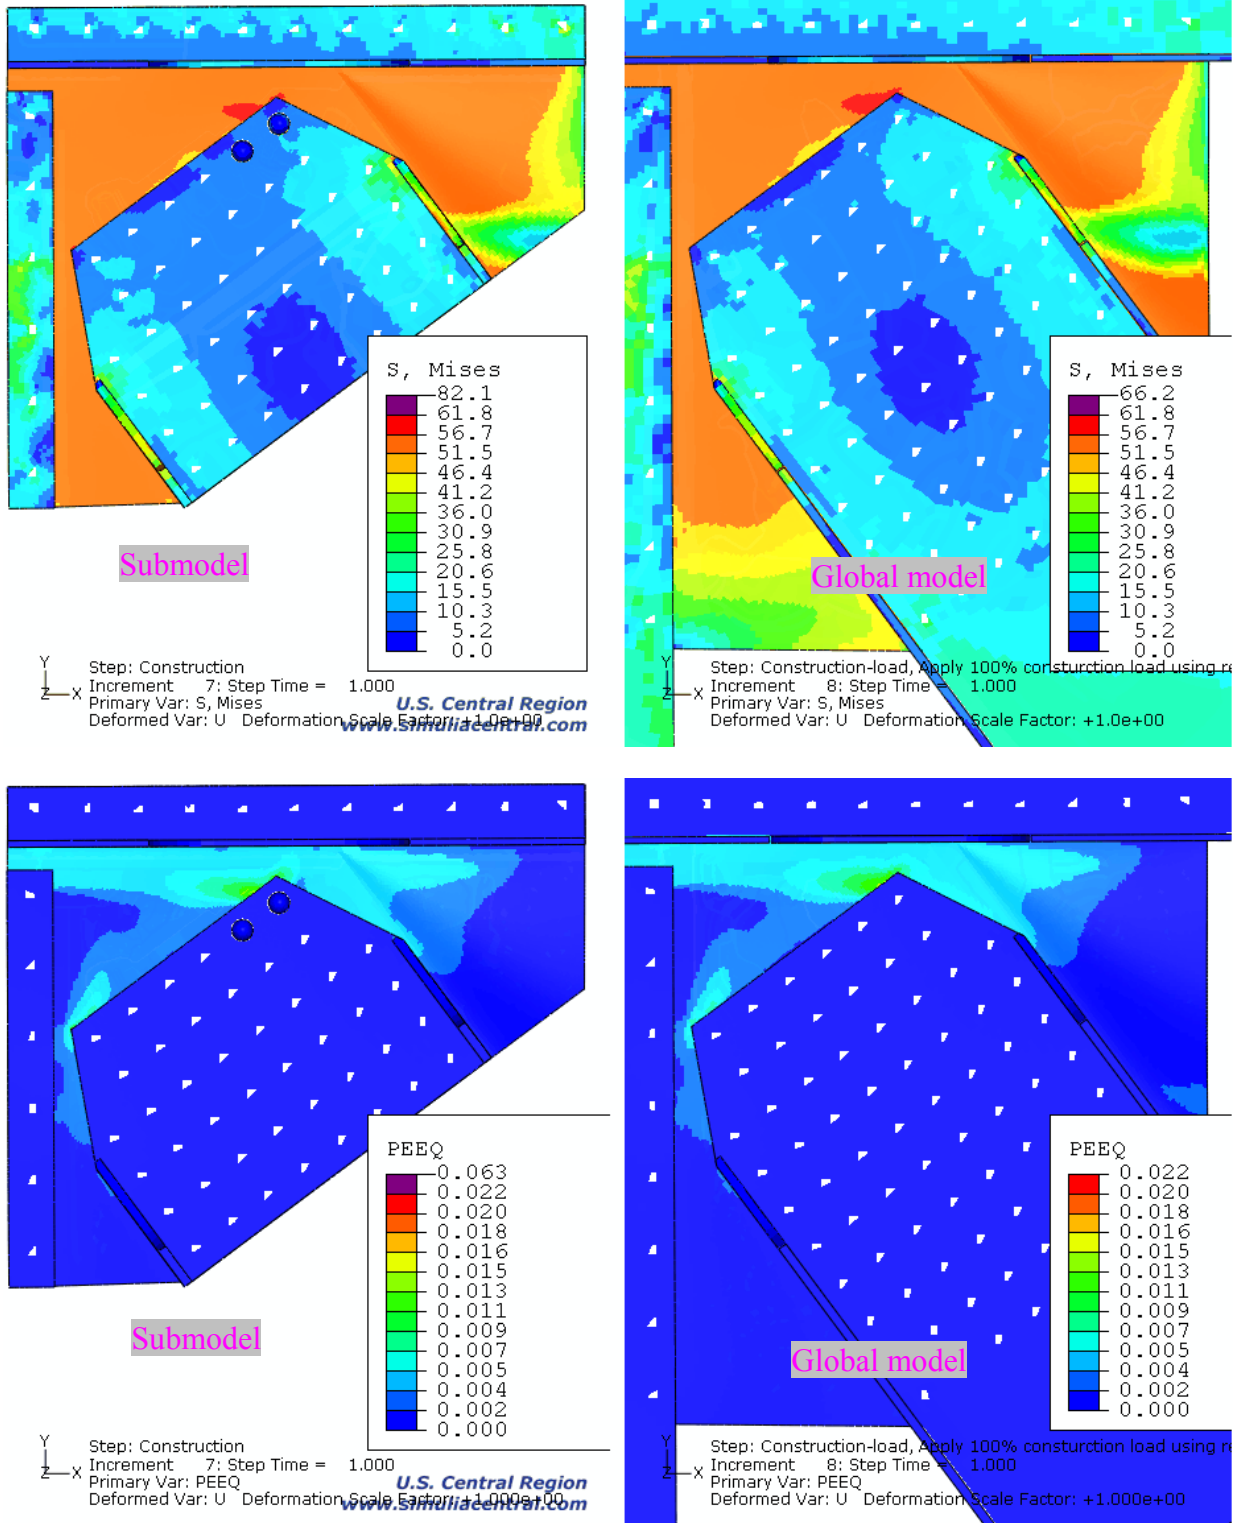 S, Mises
82.1
61.8
56.7
51.5
46.4
41.2
36.0
30.9
25.8
20.6
15.5
10.3
5.2
0.0
Submodel
Y
Z X
Step: Construction
Increment 7: Step Time = 1.000
Primary Var: S, Mises
Deformed Var: U Deformation Scale Factor: +1.0e+00
U.S. Central Region
www.simuliacentral.com
S, Mises
66.2
61.8
56.7
51.5
46.4
41.2
36.0
30.9
25.8
20.6
15.5
10.3
5.2
0.0
Global model
Y
Z X
Step: Construction-load, Apply 100% consturction load using re
Increment 8: Step Time = 1.000
Primary Var: S, Mises
Deformed Var: U Deformation Scale Factor: +1.0e+00
PEEQ
0.063
0.022
0.020
0.018
0.016
0.015
0.013
0.011
0.009
0.007
0.005
0.004
0.002
0.000
Submodel
Y
Z X
Step: Construction
Increment 7: Step Time = 1.000
Primary Var: PEEQ
Deformed Var: U Deformation Scale Factor: +1.000e+00
U.S. Central Region
www.simuliacentral.com
PEEQ
0.022
0.020
0.018
0.016
0.015
0.013
0.011
0.009
0.007
0.005
0.004
0.002
0.000
Global model
Y
Z X
Step: Construction-load, Apply 100% consturction load using re
Increment 8: Step Time = 1.000
Primary Var: PEEQ
Deformed Var: U Deformation Scale Factor: +1.000e+00